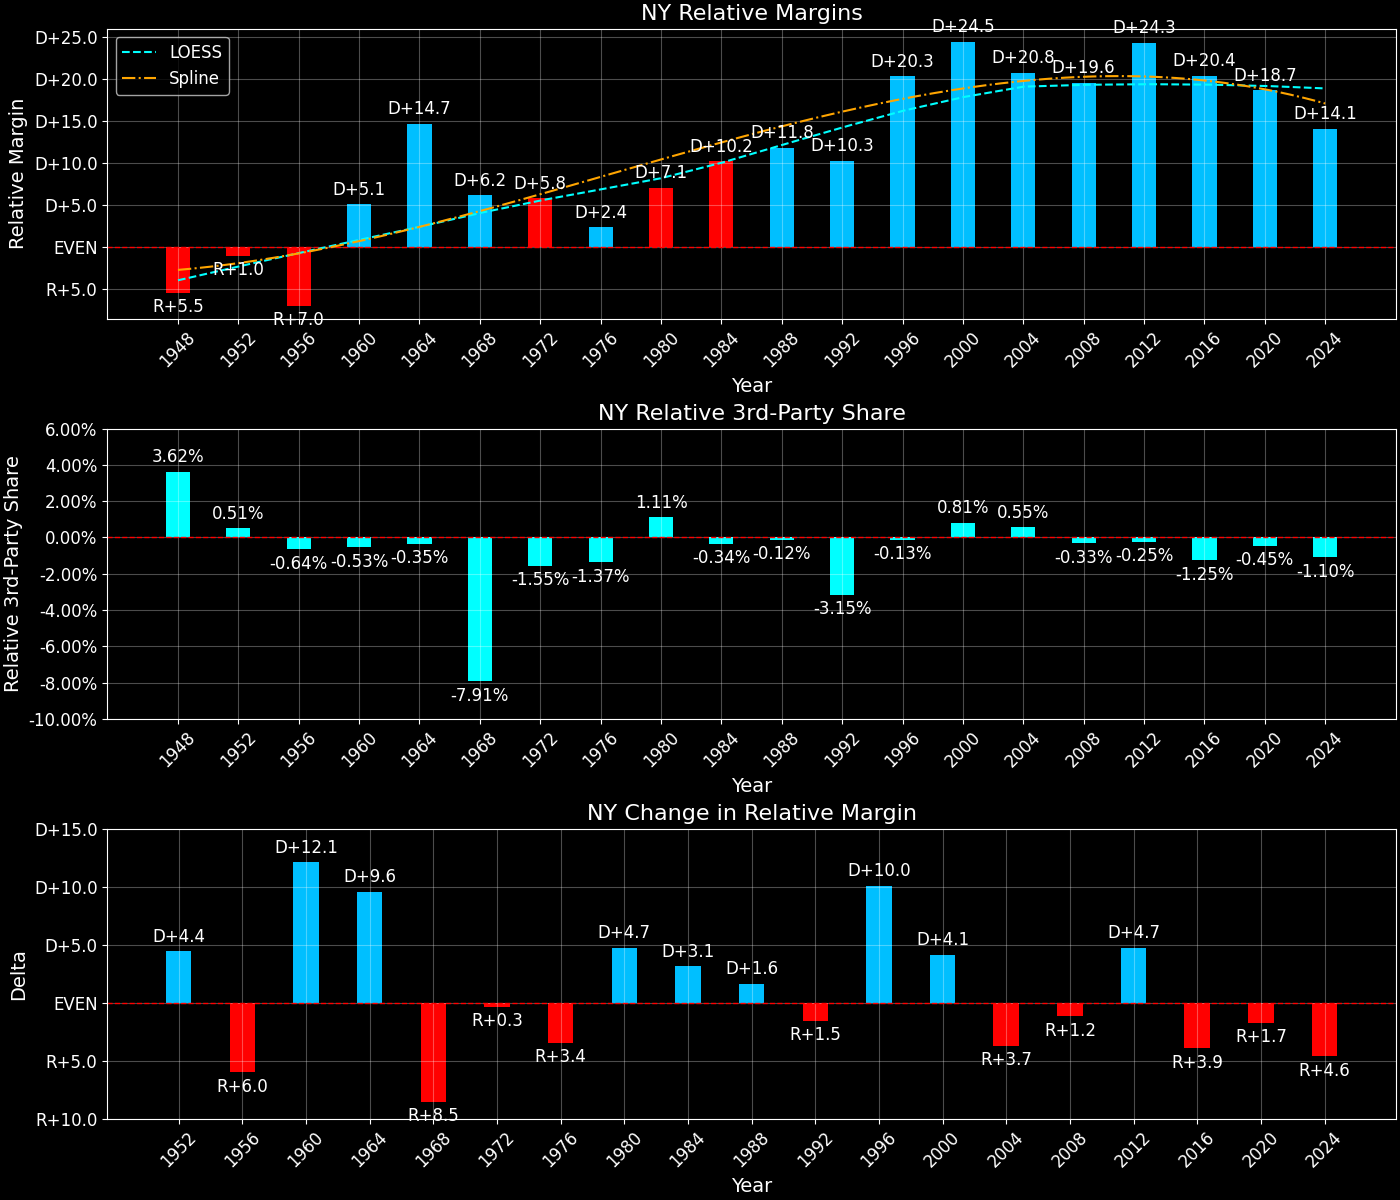 NY Relative Margins
Relative Margin
D+25.0
D+20.0
D+15.0
D+10.0
D+5.0
EVEN
R+5.0
LOESS
Spline
R+5.5
R+1.0
R+7.0
D+5.1
D+14.7
D+6.2
D+5.8
D+2.4
D+7.1
D+10.2
D+11.8
D+10.3
D+20.3
D+24.5
D+20.8
D+19.6
D+24.3
D+20.4
D+18.7
D+14.1
1948 1952 1956 1960 1964 1968 1972 1976 1980 1984 1988 1992 1996 2000 2004 2008 2012 2016 2020 2024
Year
NY Relative 3rd-Party Share
Relative 3rd-Party Share
6.00%
4.00%
2.00%
0.00%
-2.00%
-4.00%
-6.00%
-8.00%
-10.00%
3.62%
0.51%
-0.64%
-0.53%
-0.35%
-7.91%
-1.55%
-1.37%
1.11%
-0.34%
-0.12%
-3.15%
-0.13%
0.81%
0.55%
-0.33%
-0.25%
-1.25%
-0.45%
-1.10%
1948 1952 1956 1960 1964 1968 1972 1976 1980 1984 1988 1992 1996 2000 2004 2008 2012 2016 2020 2024
Year
NY Change in Relative Margin
Delta
D+15.0
D+10.0
D+5.0
EVEN
R+5.0
R+10.0
D+4.4
R+6.0
D+12.1
D+9.6
R+8.5
R+0.3
R+3.4
D+4.7
D+3.1
D+1.6
R+1.5
D+10.0
D+4.1
R+3.7
R+1.2
D+4.7
R+3.9
R+1.7
R+4.6
1952 1956 1960 1964 1968 1972 1976 1980 1984 1988 1992 1996 2000 2004 2008 2012 2016 2020 2024
Year